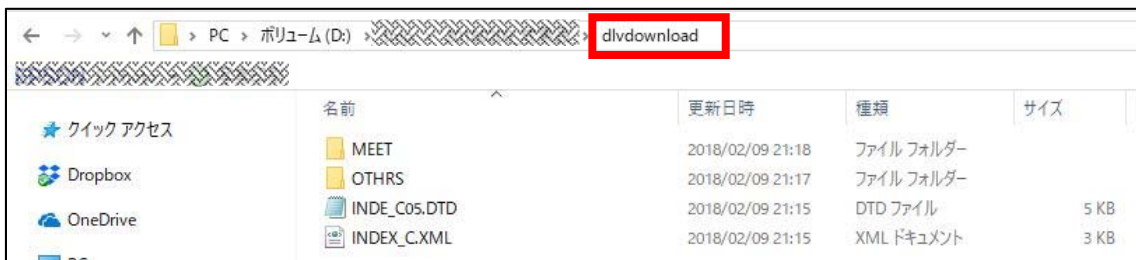 PC › ボリューム (D:) › › dlvdownload
名前 更新日時 種類 サイズ
クイック アクセス
MEET 2018/02/09 21:18 ファイル フォルダー
Dropbox
OTHRS 2018/02/09 21:17 ファイル フォルダー
INDE_C05.DTD 2018/02/09 21:15 DTD ファイル 5 KB
OneDrive
INDEX_C.XML 2018/02/09 21:15 XML ドキュメント 3 KB